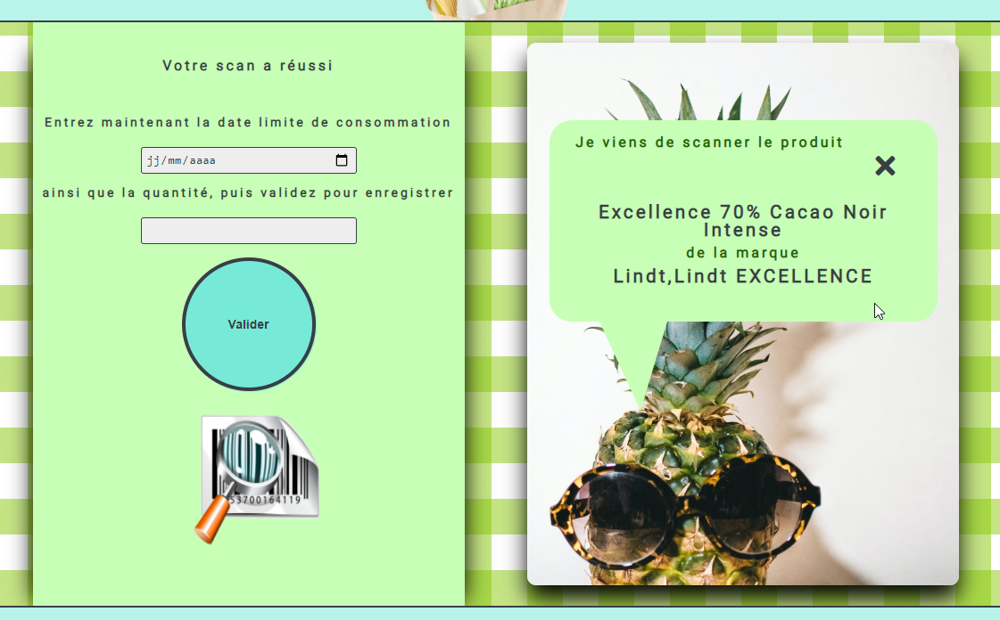 Votre scan a réussi
Entrez maintenant la date limite de consommation
jj/mm/aaaa
ainsi que la quantité, puis validez pour enregistrer
Valider
53700164119
Je viens de scanner le produit
Excellence 70% Cacao Noir
Intense
de la marque
Lindt,Lindt EXCELLENCE